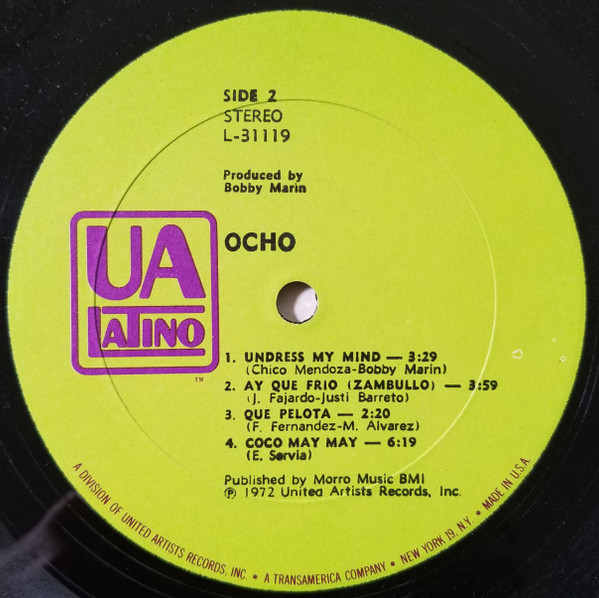 SIDE 2
STEREO
L-31119
Produced by
Bobby Marin
UA
LATINO
TM
OCHO
1. UNDRESS MY MIND — 3:29
(Chico Mendoza-Bobby Marin)
2. AY QUE FRIO (ZAMBULLO) — 3:59
(J. Fajardo-Justi Barreto)
3. QUE PELOTA — 2:20
(F. Fernandez-M. Alvarez)
4. COCO MAY MAY — 6:19
(E. Servia)
Published by Morro Music BMI
℗ 1972 United Artists Records, Inc.
A DIVISION OF UNITED ARTISTS RECORDS, INC. • A TRANSAMERICA COMPANY • NEW YORK 19, N.Y. • MADE IN U.S.A.